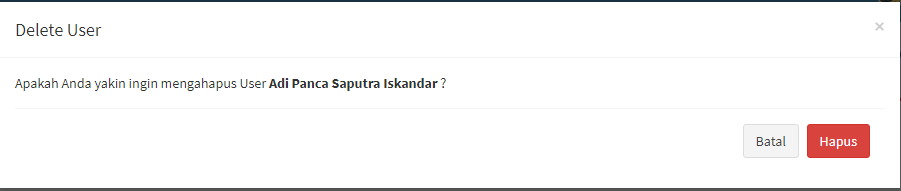 Delete User
×
Apakah Anda yakin ingin mengahapus User Adi Panca Saputra Iskandar ?
Batal
Hapus